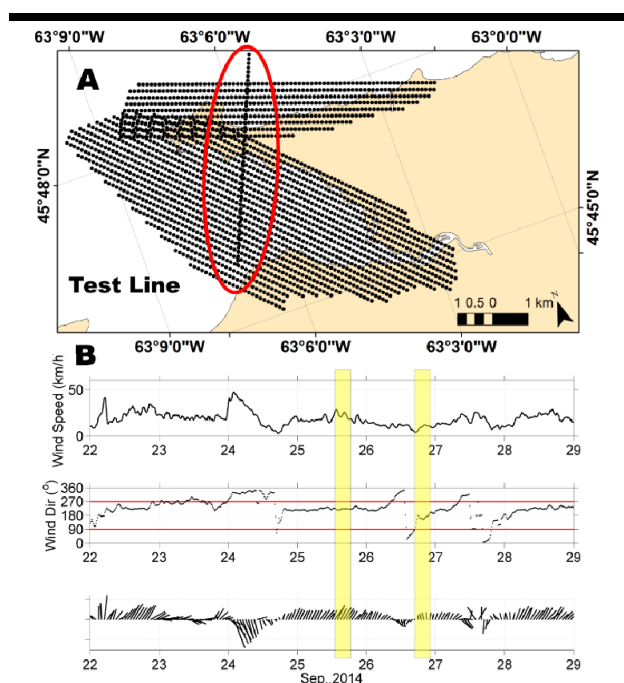 63°9'0"W 63°6'0"W 63°3'0"W 63°0'0"W
A
45°48'0"N
45°45'0"N
Test Line
1 0.5 0 1 km
N
63°9'0"W 63°6'0"W 63°3'0"W
B
Wind Speed (km/h)
50
0
22 23 24 25 26 27 28 29
Wind Dir (°)
360
270
180
90
0
22 23 24 25 26 27 28 29
22 23 24 25 26 27 28 29
Sep.,2014